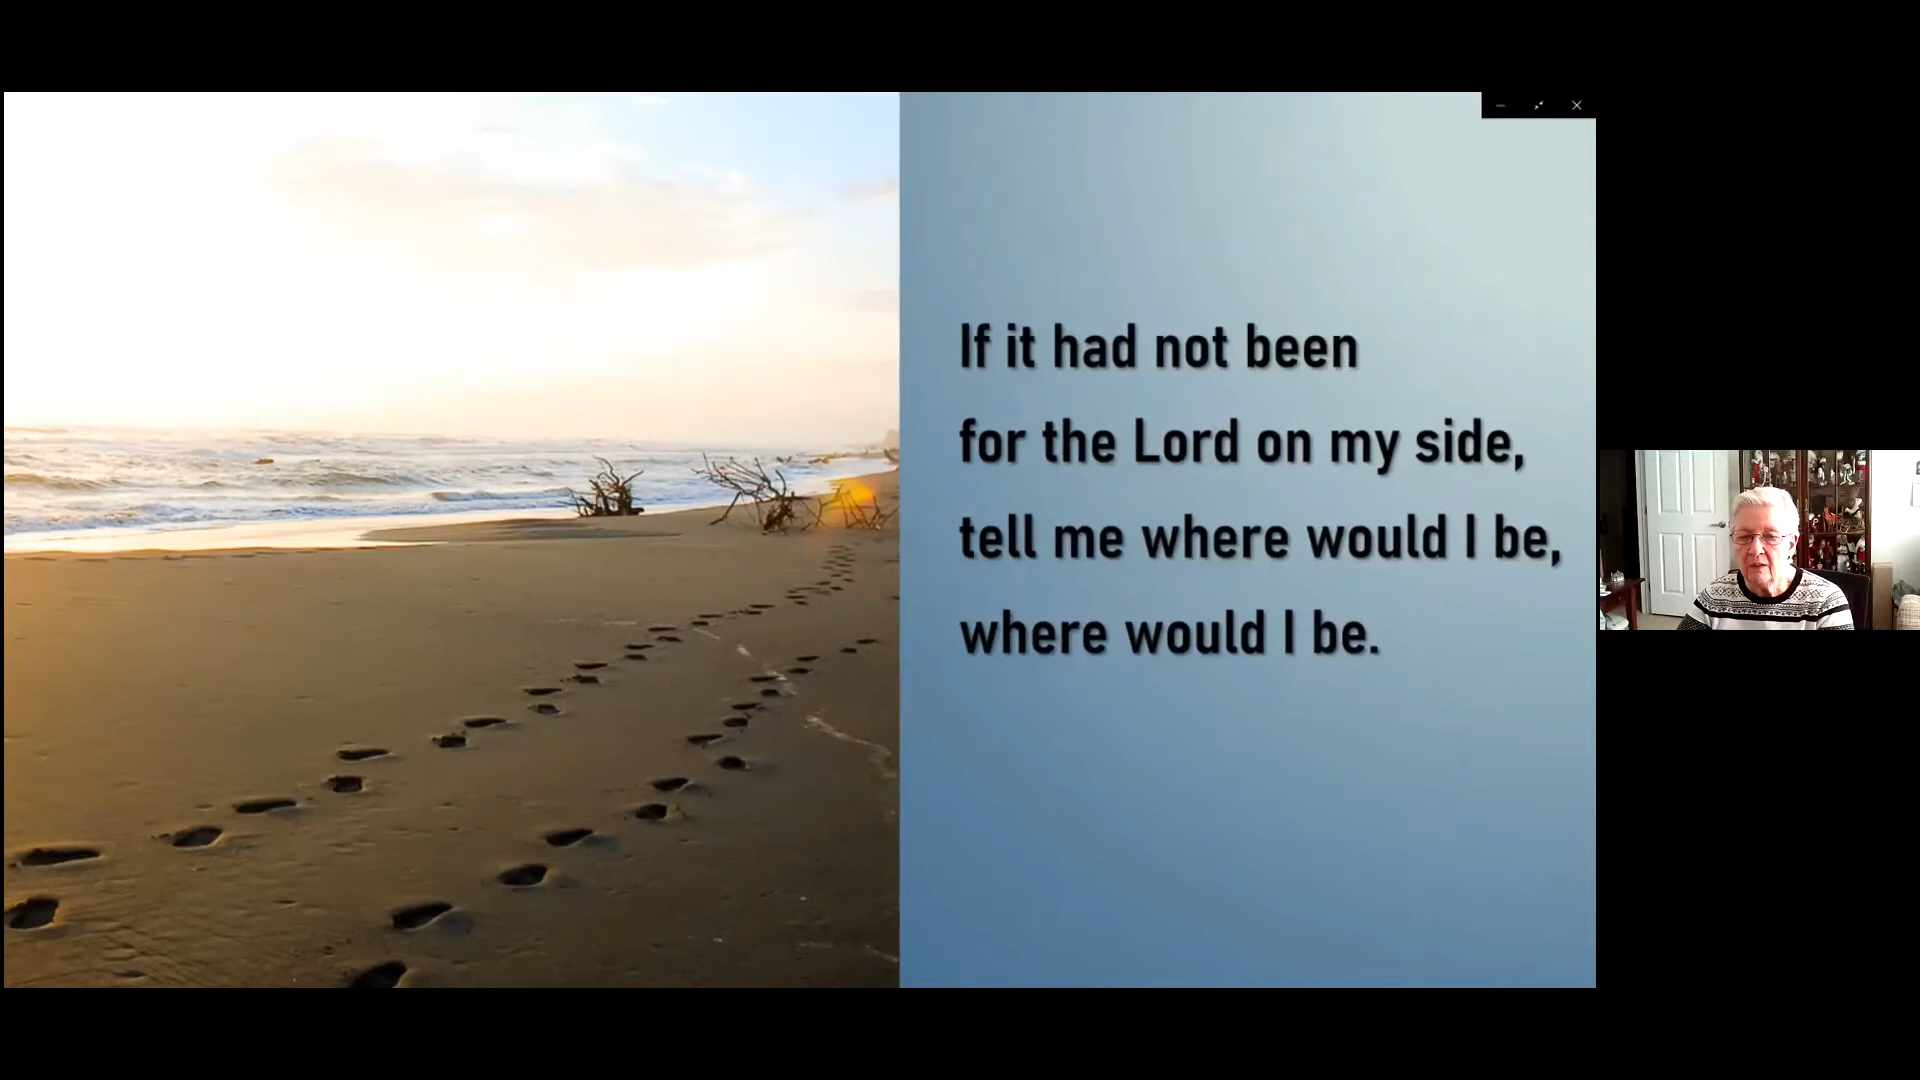 If it had not been
for the Lord on my side,
tell me where would I be,
where would I be.